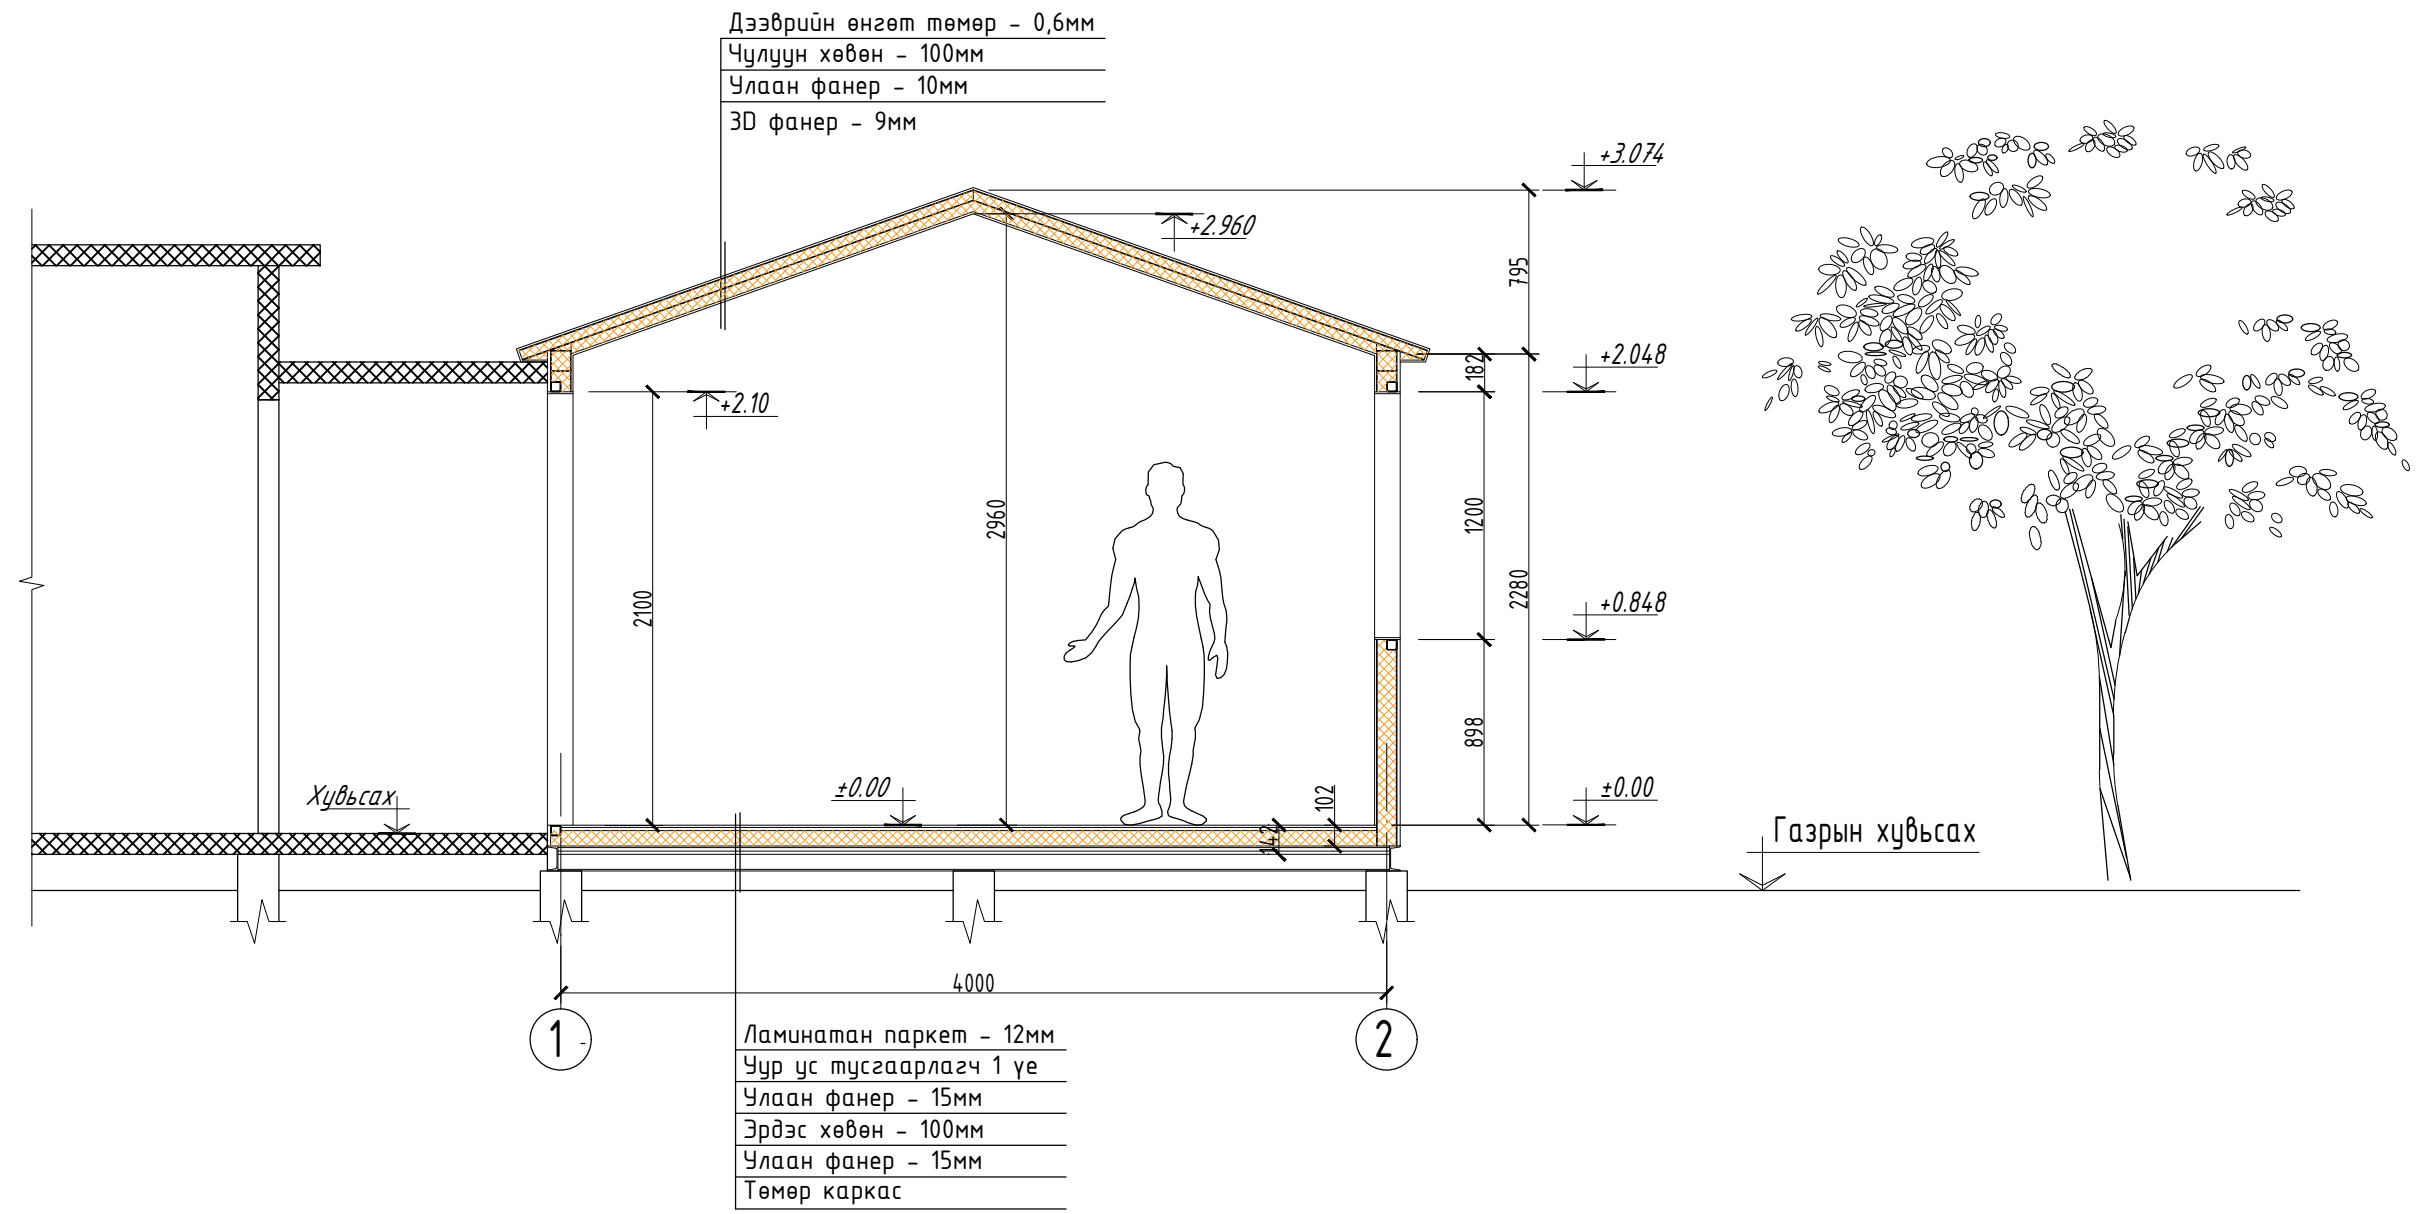 Дээврийн өнгөт төмөр - 0,6мм
Чулуун хөвөн - 100мм
Улаан фанер - 10мм
3D фанер - 9мм
+3.074
+2.960
795
+2.048
182
+2.10
2960
1200
2100
2280
+0.848
898
Хувьсах
±0.00
102
±0.00
142
Газрын хувьсах
4000
1
2
Ламинатан паркет - 12мм
Уур ус тусгаарлагч 1 үе
Улаан фанер - 15мм
Эрдэс хөвөн - 100мм
Улаан фанер - 15мм
Төмөр каркас